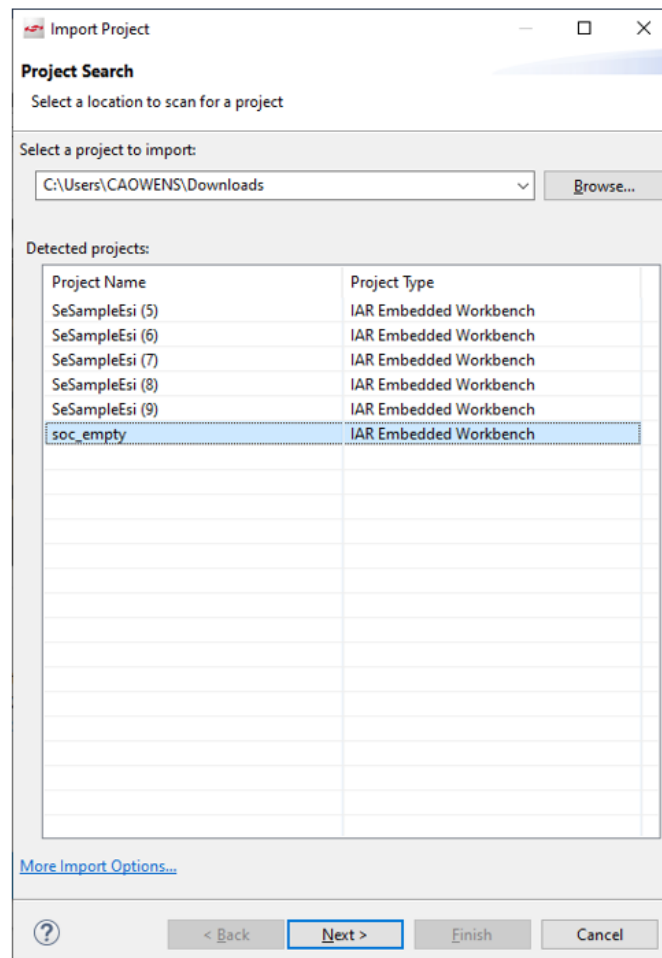 Import Project
Project Search
Select a location to scan for a project
Select a project to import:
C:\Users\CAOWENS\Downloads Browse...
Detected projects:
Project Name Project Type
SeSampleEsi (5) IAR Embedded Workbench
SeSampleEsi (6) IAR Embedded Workbench
SeSampleEsi (7) IAR Embedded Workbench
SeSampleEsi (8) IAR Embedded Workbench
SeSampleEsi (9) IAR Embedded Workbench
soc_empty IAR Embedded Workbench
More Import Options...
? < Back Next > Finish Cancel